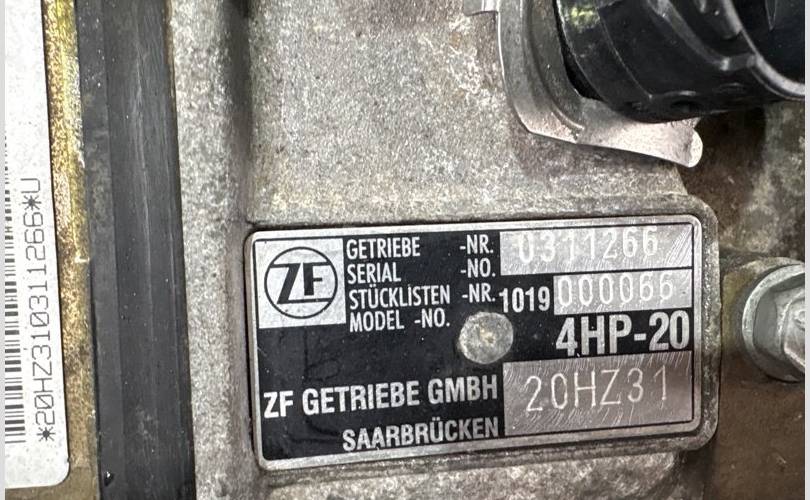 *20HZ310311266*U
ZF
GETRIEBE -NR. 0311266
SERIAL -NO.
STÜCKLISTEN -NR. 1019 000066
MODEL -NO.
4HP-20
ZF GETRIEBE GMBH 20HZ31
SAARBRÜCKEN